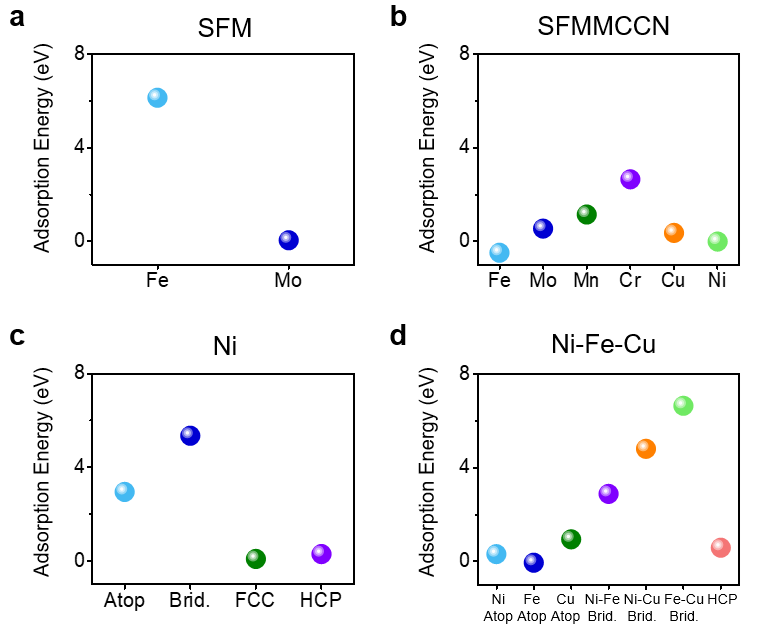 a
SFM
Adsorption Energy (eV)
8
4
0
Fe Mo
b
SFMMCCN
Adsorption Energy (eV)
8
4
0
Fe Mo Mn Cr Cu Ni
c
Ni
Adsorption Energy (eV)
8
4
0
Atop Brid. FCC HCP
d
Ni-Fe-Cu
Adsorption Energy (eV)
8
4
0
Ni Fe Cu Ni-Fe Ni-Cu Fe-Cu HCP
Atop Atop Atop Brid. Brid. Brid.